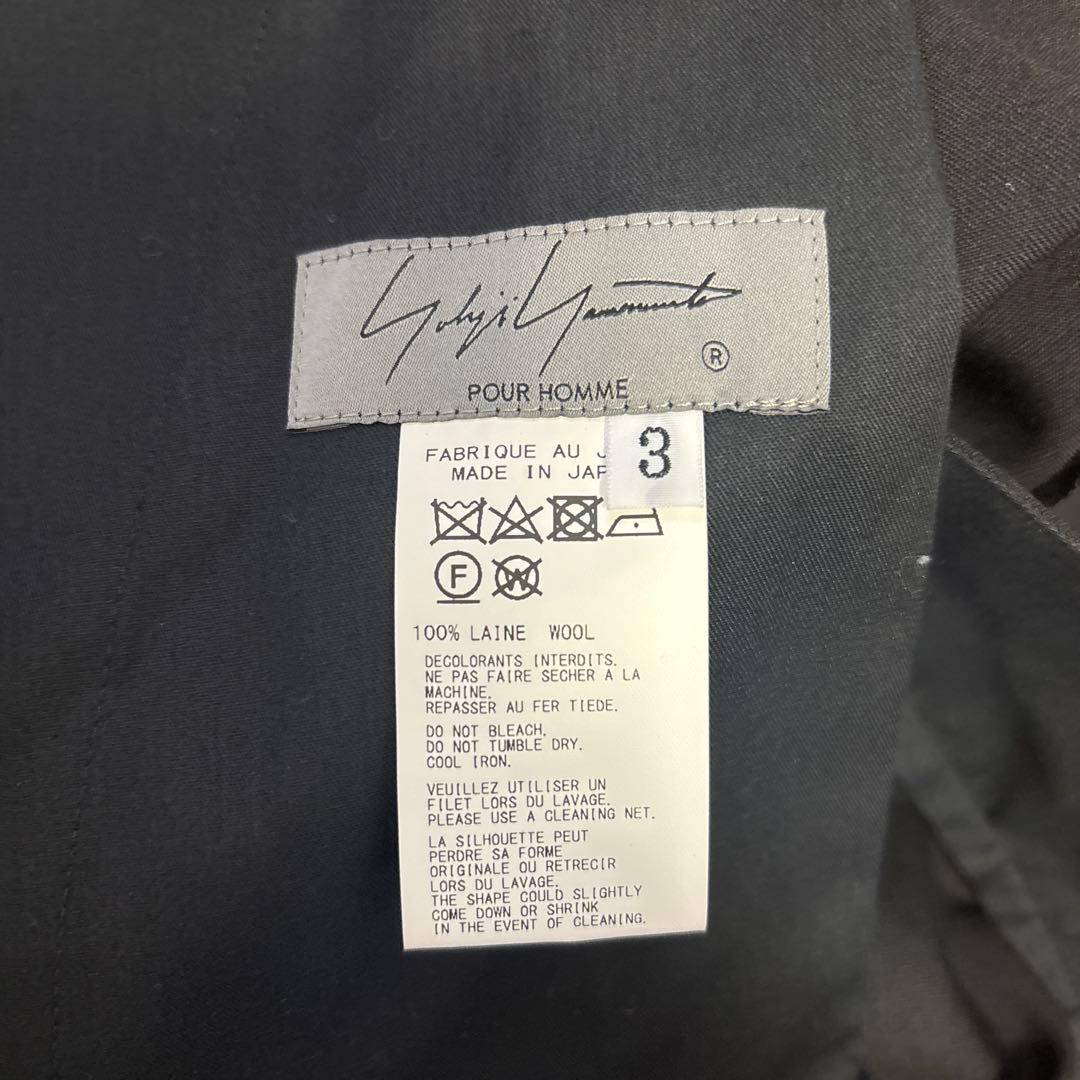 Yohji Yamamoto
®
POUR HOMME
3
FABRIQUE AU J
MADE IN JAP
F
W
100% LAINE WOOL
DECOLORANTS INTERDITS.
NE PAS FAIRE SECHER A LA
MACHINE.
REPASSER AU FER TIEDE.
DO NOT BLEACH.
DO NOT TUMBLE DRY.
COOL IRON.
VEUILLEZ UTILISER UN
FILET LORS DU LAVAGE.
PLEASE USE A CLEANING NET.
LA SILHOUETTE PEUT
PERDRE SA FORME
ORIGINALE OU RETRECIR
LORS DU LAVAGE.
THE SHAPE COULD SLIGHTLY
COME DOWN OR SHRINK
IN THE EVENT OF CLEANING.